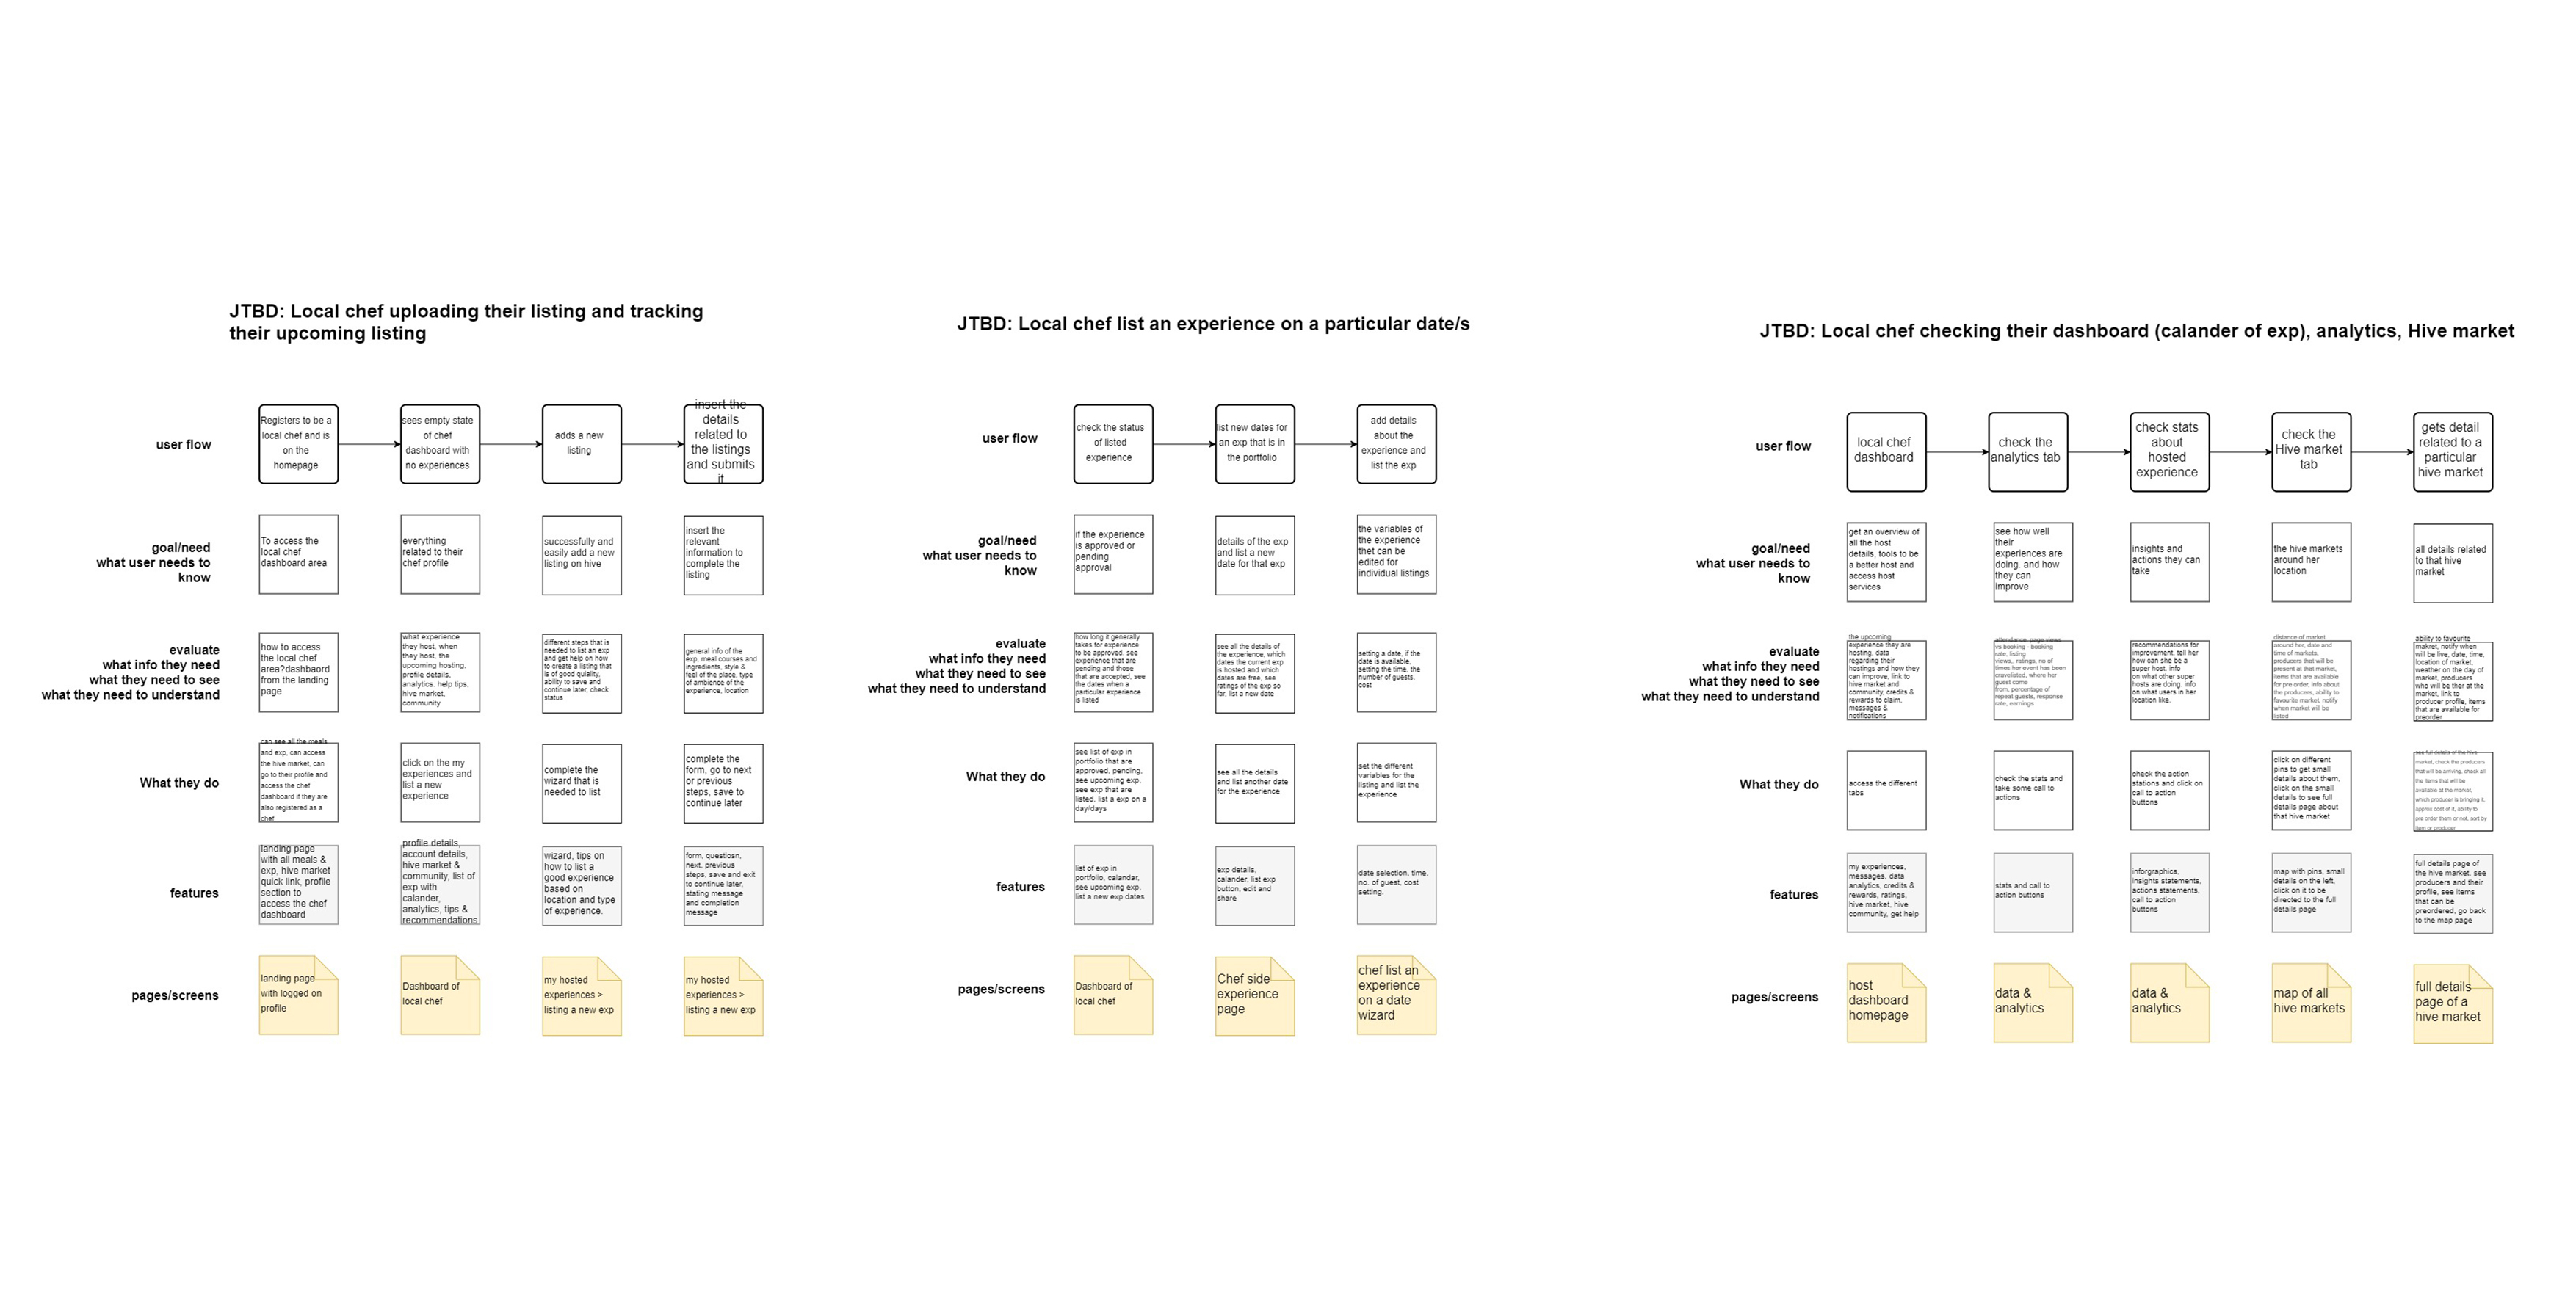 JTBD: Local chef uploading their listing and tracking
their upcoming listing
user flow
Registers to be a
local chef and is
on the
homepage
sees empty state
of chef
dashboard with
no experiences
adds a new
listing
insert the
details
related to
the listings
and submits
it
goal/need
what user needs to
know
To access the
local chef
dashboard area
everything
related to their
chef profile
successfully and
easily add a new
listing on hive
insert the
relevant
information to
complete the
listing
evaluate
what info they need
what they need to see
what they need to understand
how to access
the local chef
area?dashbaord
from the landing
page
what experience
they host, when
they host, the
upcoming hosting,
profile details,
analytics. help tips,
hive market,
community
different steps that is
needed to list an exp
and get help on how
to create a listing that
is of good quiality,
ability to save and
continue later, check
status
general info of the
exp, meal courses and
ingredients, style &
feel of the place, type
of ambience of the
experience, location
What they do
can see all the meals
and exp, can access
the hive market, can
go to their profile and
access the chef
dashboard if they are
also registered as a
chef
click on the my
experiences and
list a new
experience
complete the
wizard that is
needed to list
complete the
form, go to next
or previous
steps, save to
continue later
features
landing page
with all meals &
exp, hive market
quick link, profile
section to
access the chef
dashboard
profile details,
account details,
hive market &
community, list of
exp with
calander,
analytics, tips &
recommendations
wizard, tips on
how to list a
good experience
based on
location and type
of experience.
form, questiosn,
next, previous
steps, save and exit
to continue later,
stating message
and completion
message
pages/screens
landing page
with logged on
profile
Dashboard of
local chef
my hosted
experiences >
listing a new exp
my hosted
experiences >
listing a new exp
JTBD: Local chef list an experience on a particular date/s
user flow
check the status
of listed
experience
list new dates for
an exp that is in
the portfolio
add details
about the
experience and
list the exp
goal/need
what user needs to
know
if the experience
is approved or
pending
approval
details of the exp
and list a new
date for that exp
the variables of
the experience
thet can be
edited for
individual listings
evaluate
what info they need
what they need to see
what they need to understand
how long it generally
takes for experience
to be approved. see
experience that are
pending and those
that are accepted, see
the dates when a
particular experience
is listed
see all the details of
the experience, which
dates the current exp
is hosted and which
dates are free, see
ratings of the exp so
far, list a new date
setting a date, if the
date is available,
setting the time, the
number of guests,
cost
What they do
see list of exp in
portfolio that are
approved, pending,
see upcoming exp,
see exp that are
listed, list a exp on a
day/days
see all the details
and list another date
for the experience
set the different
variables for the
listing and list the
experience
features
list of exp in
portfolio, calandar,
see upcoming exp,
list a new exp dates
exp details,
calander, list exp
button, edit and
share
date selection, time,
no. of guest, cost
setting.
pages/screens
Dashboard of
local chef
Chef side
experience
page
chef list an
experience
on a date
wizard
JTBD: Local chef checking their dashboard (calander of exp), analytics, Hive market
user flow
local chef
dashboard
check the
analytics tab
check stats
about
hosted
experience
check the
Hive market
tab
gets detail
related to a
particular
hive market
goal/need
what user needs to
know
get an overview of
all the host
details, tools to be
a better host and
access host
services
see how well
their
experiences are
doing. and how
they can
improve
insights and
actions they can
take
the hive markets
around her
location
all details related
to that hive
market
evaluate
what info they need
what they need to see
what they need to understand
the upcoming
experience they are
hosting, data
regarding their
hostings and how they
can improve, link to
hive market and
community, credits &
rewards to claim,
messages &
notifications
attendance, page views
vs booking - booking
rate, listing
views,, ratings, no of
times her event has been
cravelisted, where her
guest come
from, percentage of
repeat guests, response
rate, earnings
recommendations for
improvement. tell her
how can she be a
super host. info
on what other super
hosts are doing. info
on what users in her
location like.
distance of market
around her, date and
time of markets,
producers that will be
present at that market,
items that are available
for pre order, info about
the producers, ability to
favourite market, notify
when market will be
listed
ability to favourite
makret, notify when
will be live, date, time,
location of market,
weather on the day of
market, producers
who will be ther at the
market, link to
producer profile, items
that are available for
preorder
What they do
access the different
tabs
check the stats and
take some call to
actions
check the action
stations and click on
call to action
buttons
click on different
pins to get small
details about them,
click on the small
details to see full
details page about
that hive market
see full details of the hive
market, check the producers
that will be arriving, check all
the items that will be
available at the market,
which producer is bringing it,
approx cost of it, ability to
pre order them or not, sort by
item or producer
features
my experiences,
messages, data
analytics, credits &
rewards, ratings,
hive market, hive
community, get help
stats and call to
action buttons
inforgraphics,
insights statements,
actions statements,
call to action
buttons
map with pins, small
details on the left,
click on it to be
directed to the full
details page
full details page of
the hive market, see
producers and their
profile, see items
that can be
preordered, go back
to the map page
pages/screens
host
dashboard
homepage
data &
analytics
data &
analytics
map of all
hive markets
full details
page of a
hive market